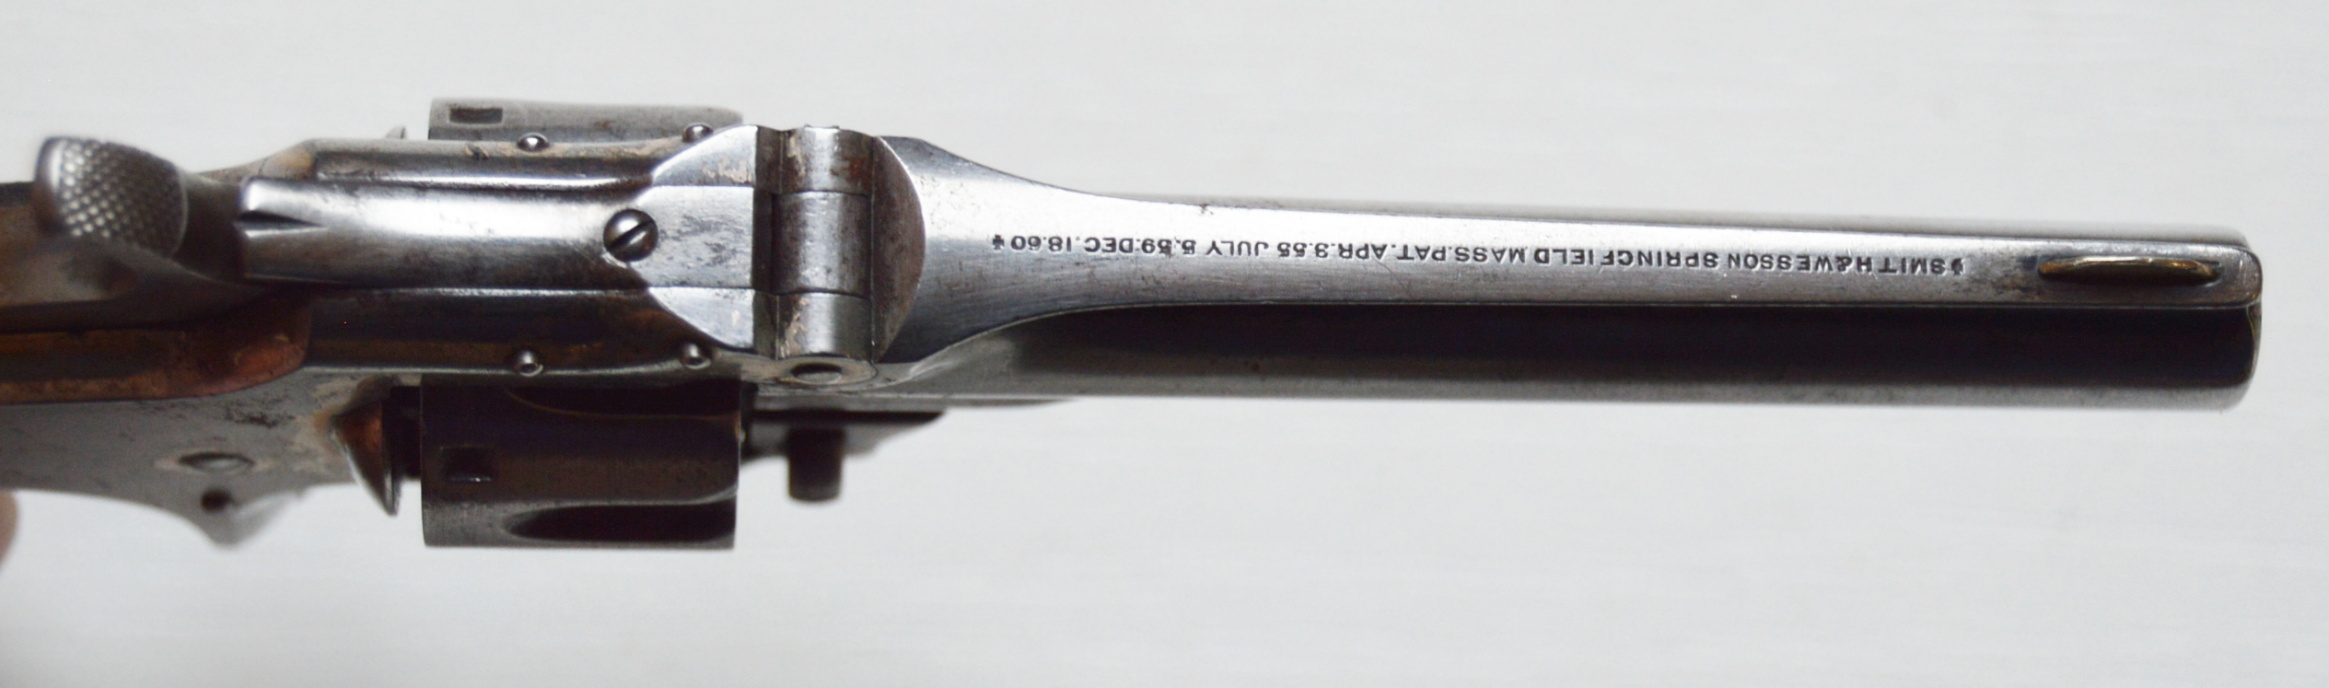 SMITH & WESSON SPRINGFIELD MASS. PAT. APR. 3. 55 JULY 5. 59. DEC. 18. 60